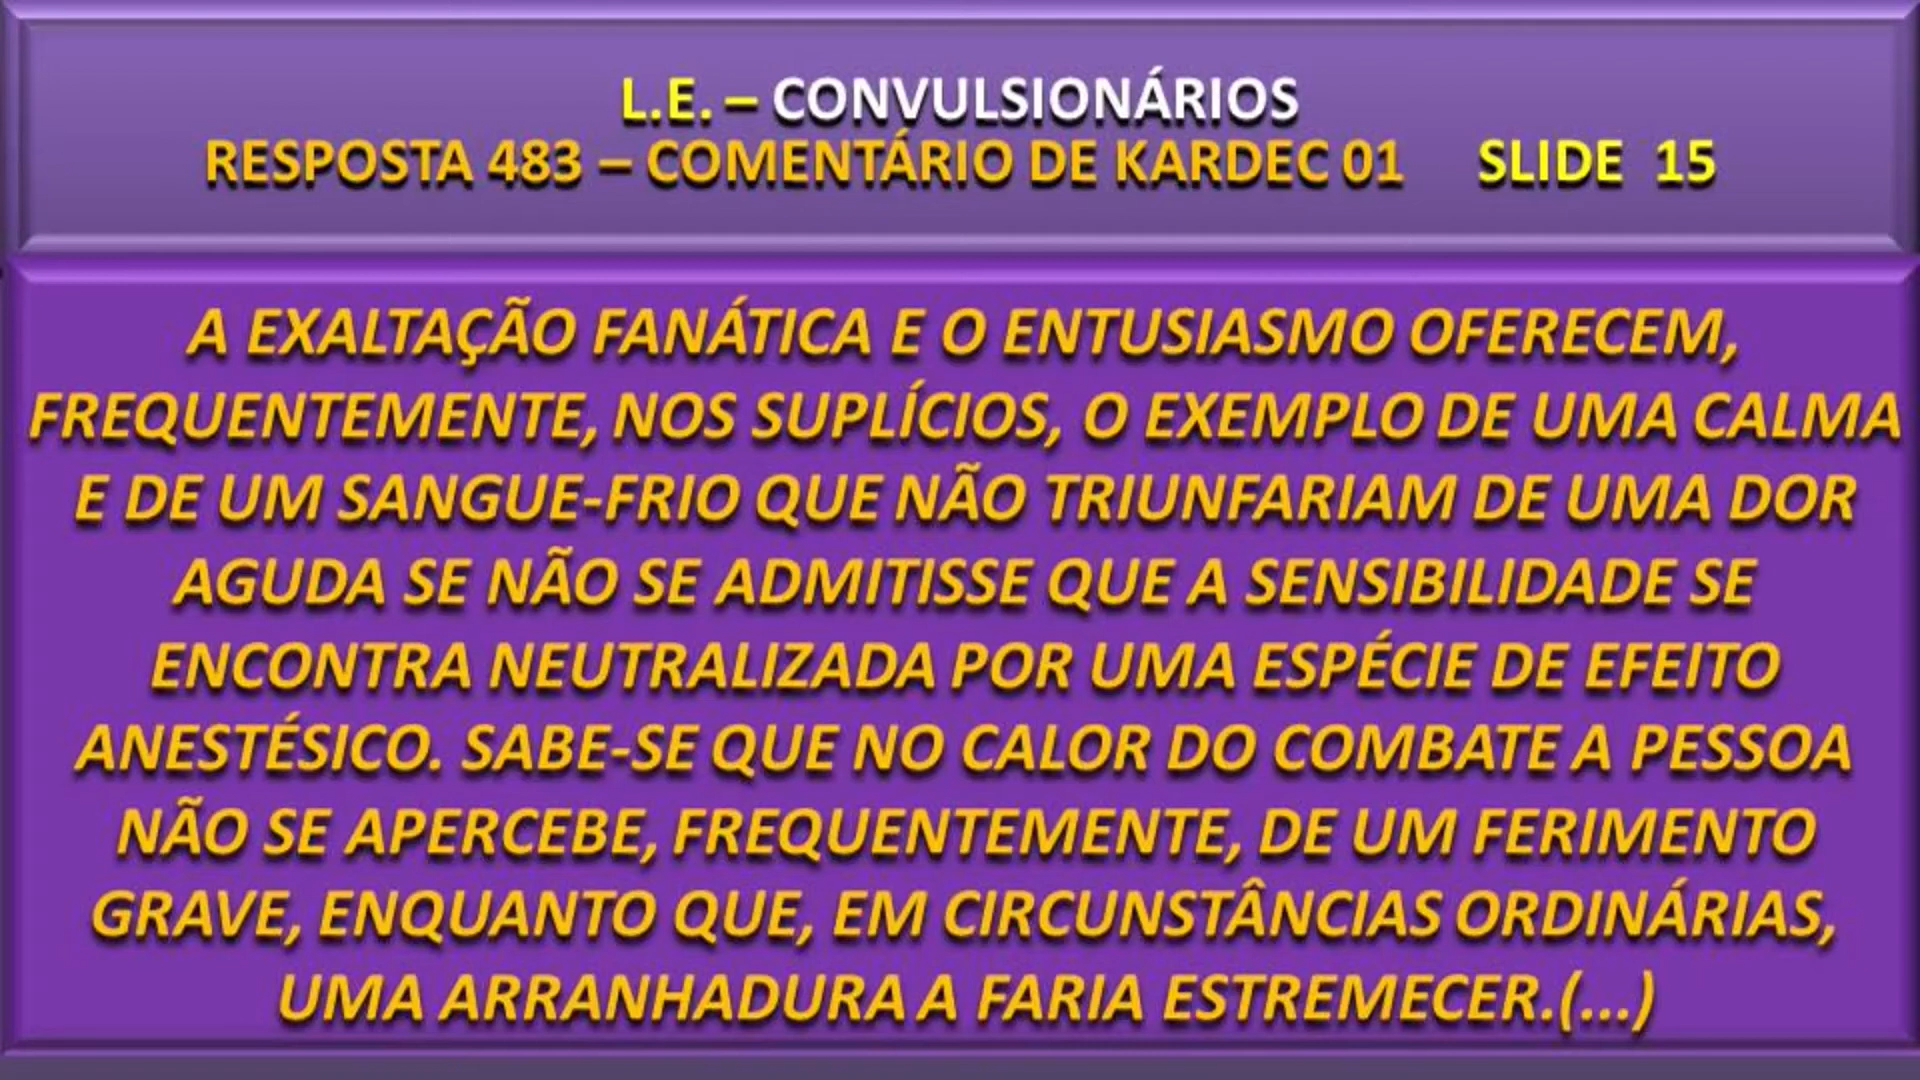 L.E. – CONVULSIONÁRIOS
RESPOSTA 483 – COMENTÁRIO DE KARDEC 01 SLIDE 15
A EXALTAÇÃO FANÁTICA E O ENTUSIASMO OFERECEM,
FREQUENTEMENTE, NOS SUPLÍCIOS, O EXEMPLO DE UMA CALMA
E DE UM SANGUE-FRIO QUE NÃO TRIUNFARIAM DE UMA DOR
AGUDA SE NÃO SE ADMITISSE QUE A SENSIBILIDADE SE
ENCONTRA NEUTRALIZADA POR UMA ESPÉCIE DE EFEITO
ANESTÉSICO. SABE-SE QUE NO CALOR DO COMBATE A PESSOA
NÃO SE APERCEBE, FREQUENTEMENTE, DE UM FERIMENTO
GRAVE, ENQUANTO QUE, EM CIRCUNSTÂNCIAS ORDINÁRIAS,
UMA ARRANHADURA A FARIA ESTREMECER.(...)